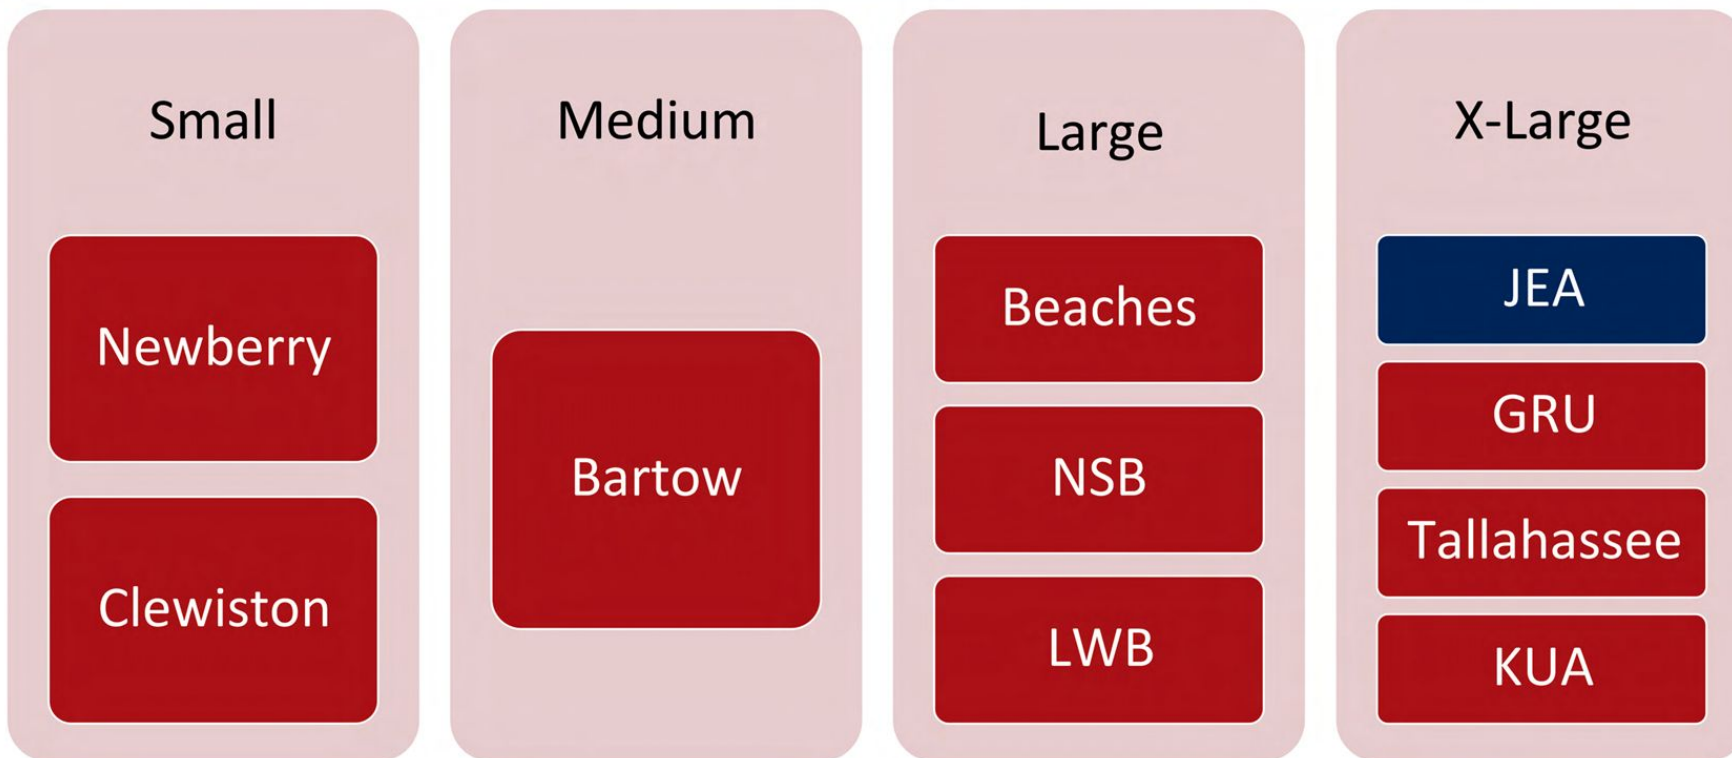 Small
Newberry
Clewiston
Medium
Bartow
Large
Beaches
NSB
LWB
X-Large
JEA
GRU
Tallahassee
KUA